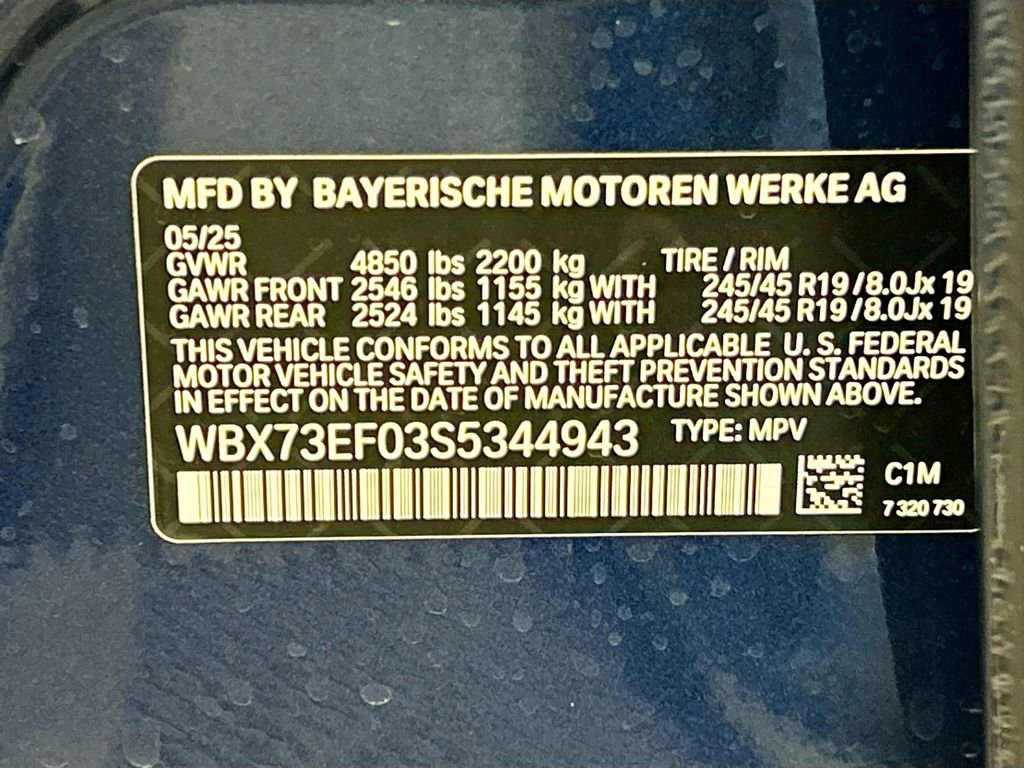 MFD BY BAYERISCHE MOTOREN WERKE AG
05/25
GVWR 4850 lbs 2200 kg TIRE / RIM
GAWR FRONT 2546 lbs 1155 kg WITH 245/45 R19 /8.0Jx 19
GAWR REAR 2524 lbs 1145 kg WITH 245/45 R19 /8.0Jx 19
THIS VEHICLE CONFORMS TO ALL APPLICABLE U. S. FEDERAL
MOTOR VEHICLE SAFETY AND THEFT PREVENTION STANDARDS
IN EFFECT ON THE DATE OF MANUFACTURE SHOWN ABOVE.
WBX73EF03S5344943 TYPE: MPV
C1M
7 320 730